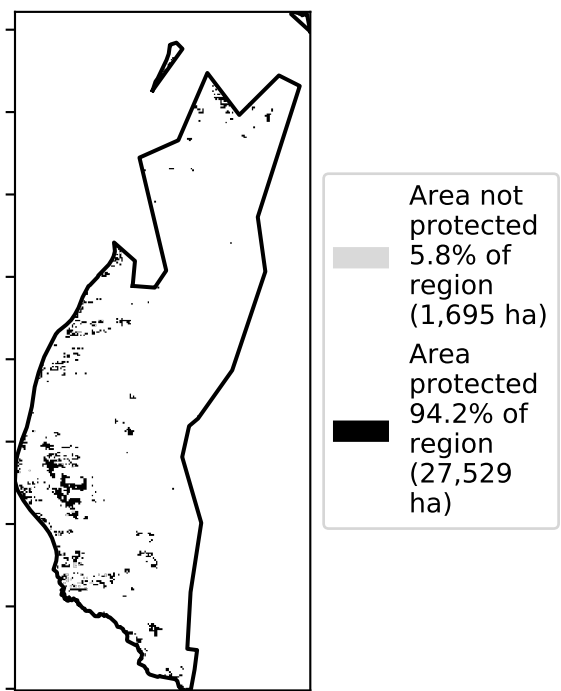 Area not
protected
5.8% of
region
(1,695 ha)
Area
protected
94.2% of
region
(27,529
ha)